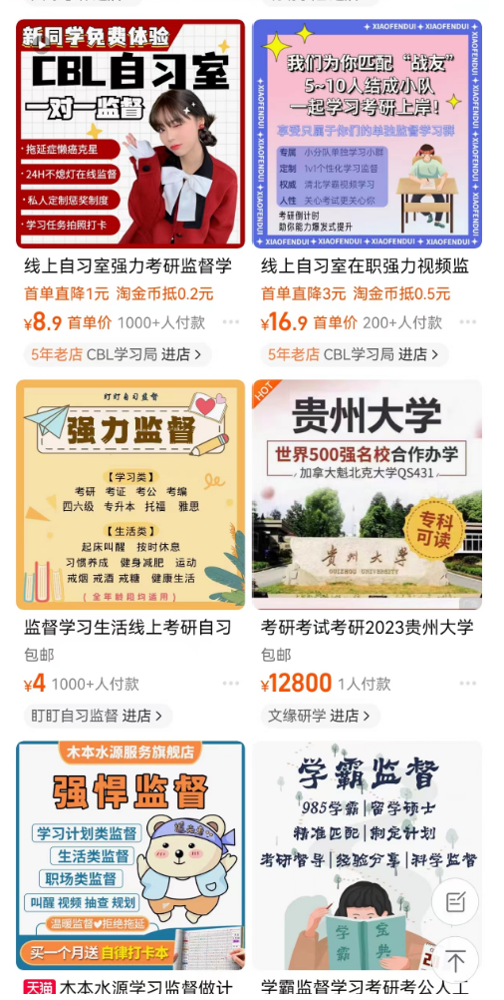 新同学免费体验
CBL自习室
一对一监督
·拖延症懒癌克星
·24H不熄灯在线监督
·私人定制惩奖制度
·学习任务拍照打卡
线上自习室强力考研监督学
首单直降1元 淘金币抵0.2元
¥8.9 首单价 1000+人付款
5年老店 CBL学习局 进店
XIAOFENDUI XIAOFENDUI
XIAOFENDUI XIAOFENDUI XIAOFENDUI
XIAOFENDUI XIAOFENDUI XIAOFENDUI
我们为你匹配“战友”
5~10人结成小队
一起学习考研上岸!
享受只属于你们的单独监督学习群
专属 小分队单独学习小群
定制 1v1个性化学习监督
权威 清北学霸视频学习
人性 关心考试更关心你
考研倒计时
助你能力爆发式提升
XIAOFENDUI XIAOFENDUI XIAOFENDUI
线上自习室在职强力视频监
首单直降3元 淘金币抵0.5元
¥16.9 首单价 200+人付款
5年老店 CBL学习局 进店
盯盯自习监督
强力监督
【学习类】
考研 考证 考公 考编
四六级 专升本 托福 雅思
【生活类】
起床叫醒 按时休息
习惯养成 健身减肥 运动
戒烟 戒酒 戒糖 健康生活
(全年龄段均适用)
监督学习生活线上考研自习
包邮
¥4 1000+人付款
盯盯自习监督 进店
HOT
贵州大学
世界500强名校合作办学
加拿大魁北克大学QS431
专科
可读
贵州大学
GUIZHOU UNIVERSITY
考研考试考研2023贵州大学
包邮
¥12800 1人付款
文缘研学 进店
木本水源服务旗舰店
强悍监督
学习计划类监督
生活类监督
职场类监督
叫醒 视频 抽查 规划
温暖监督拒绝拖延
买一个月送自律打卡本
天猫 木本水源学习监督做计
学霸监督
985学霸|留学硕士
精准匹配|制定计划
考研督导|经验分享|科学监督
学霸
宝典
学霸监督学习考研考公人工